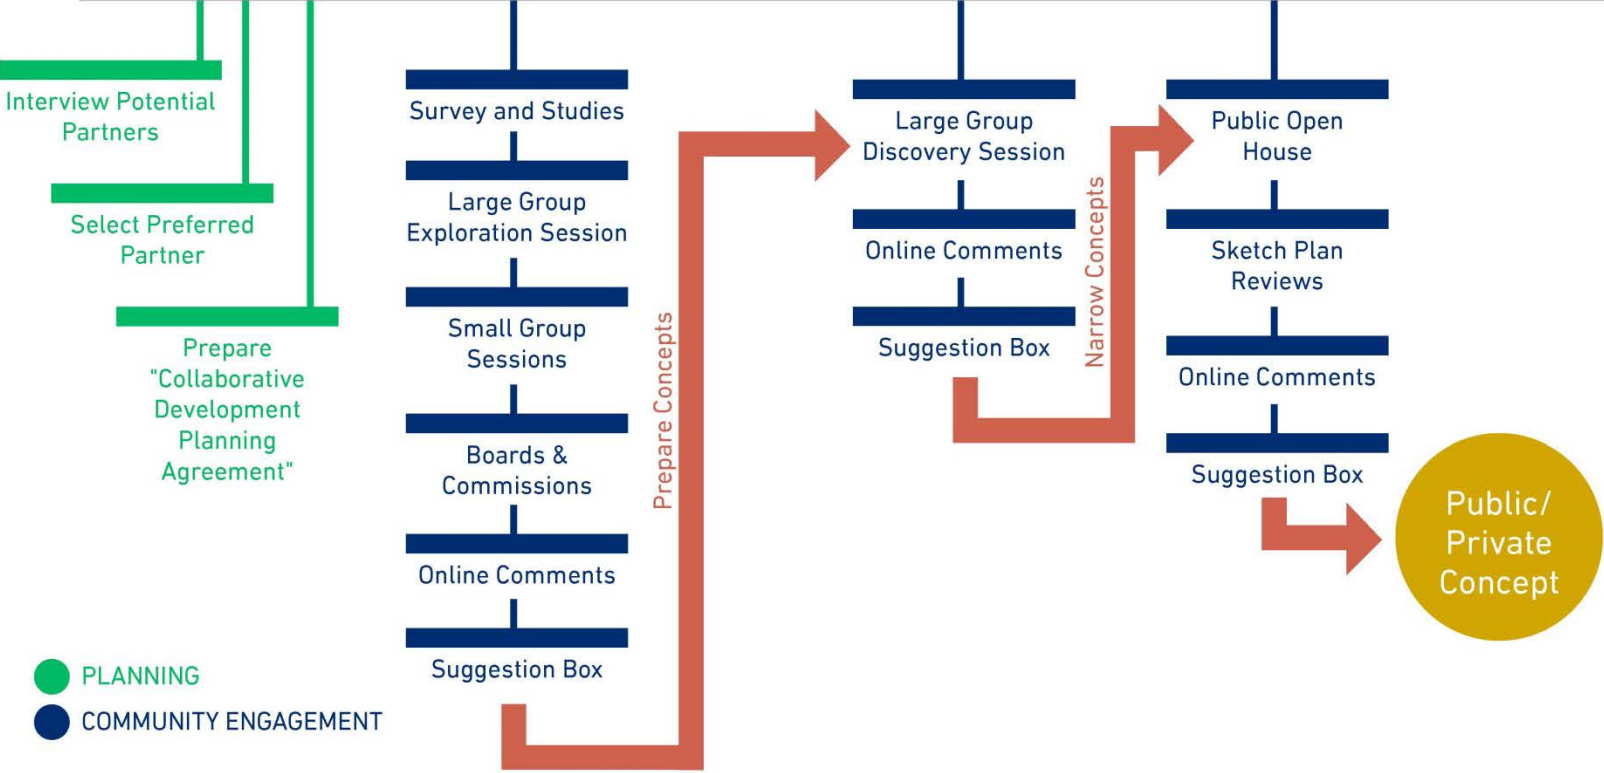 Interview Potential
Partners
Select Preferred
Partner
Prepare
"Collaborative
Development
Planning
Agreement"
Survey and Studies
Large Group
Exploration Session
Small Group
Sessions
Boards &
Commissions
Online Comments
Suggestion Box
Prepare Concepts
Large Group
Discovery Session
Online Comments
Suggestion Box
Narrow Concepts
Public Open
House
Sketch Plan
Reviews
Online Comments
Suggestion Box
Public/
Private
Concept
PLANNING
COMMUNITY ENGAGEMENT